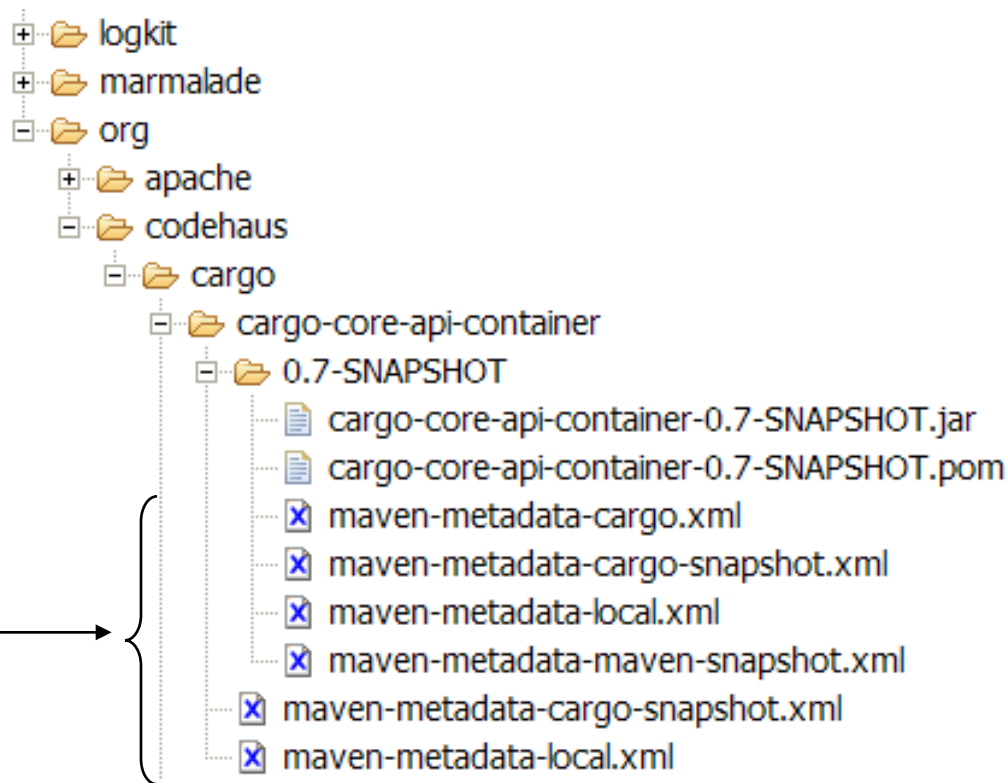 logkit
marmalade
org
apache
codehaus
cargo
cargo-core-api-container
0.7-SNAPSHOT
cargo-core-api-container-0.7-SNAPSHOT.jar
cargo-core-api-container-0.7-SNAPSHOT.pom
maven-metadata-cargo.xml
maven-metadata-cargo-snapshot.xml
maven-metadata-local.xml
maven-metadata-maven-snapshot.xml
maven-metadata-cargo-snapshot.xml
maven-metadata-local.xml